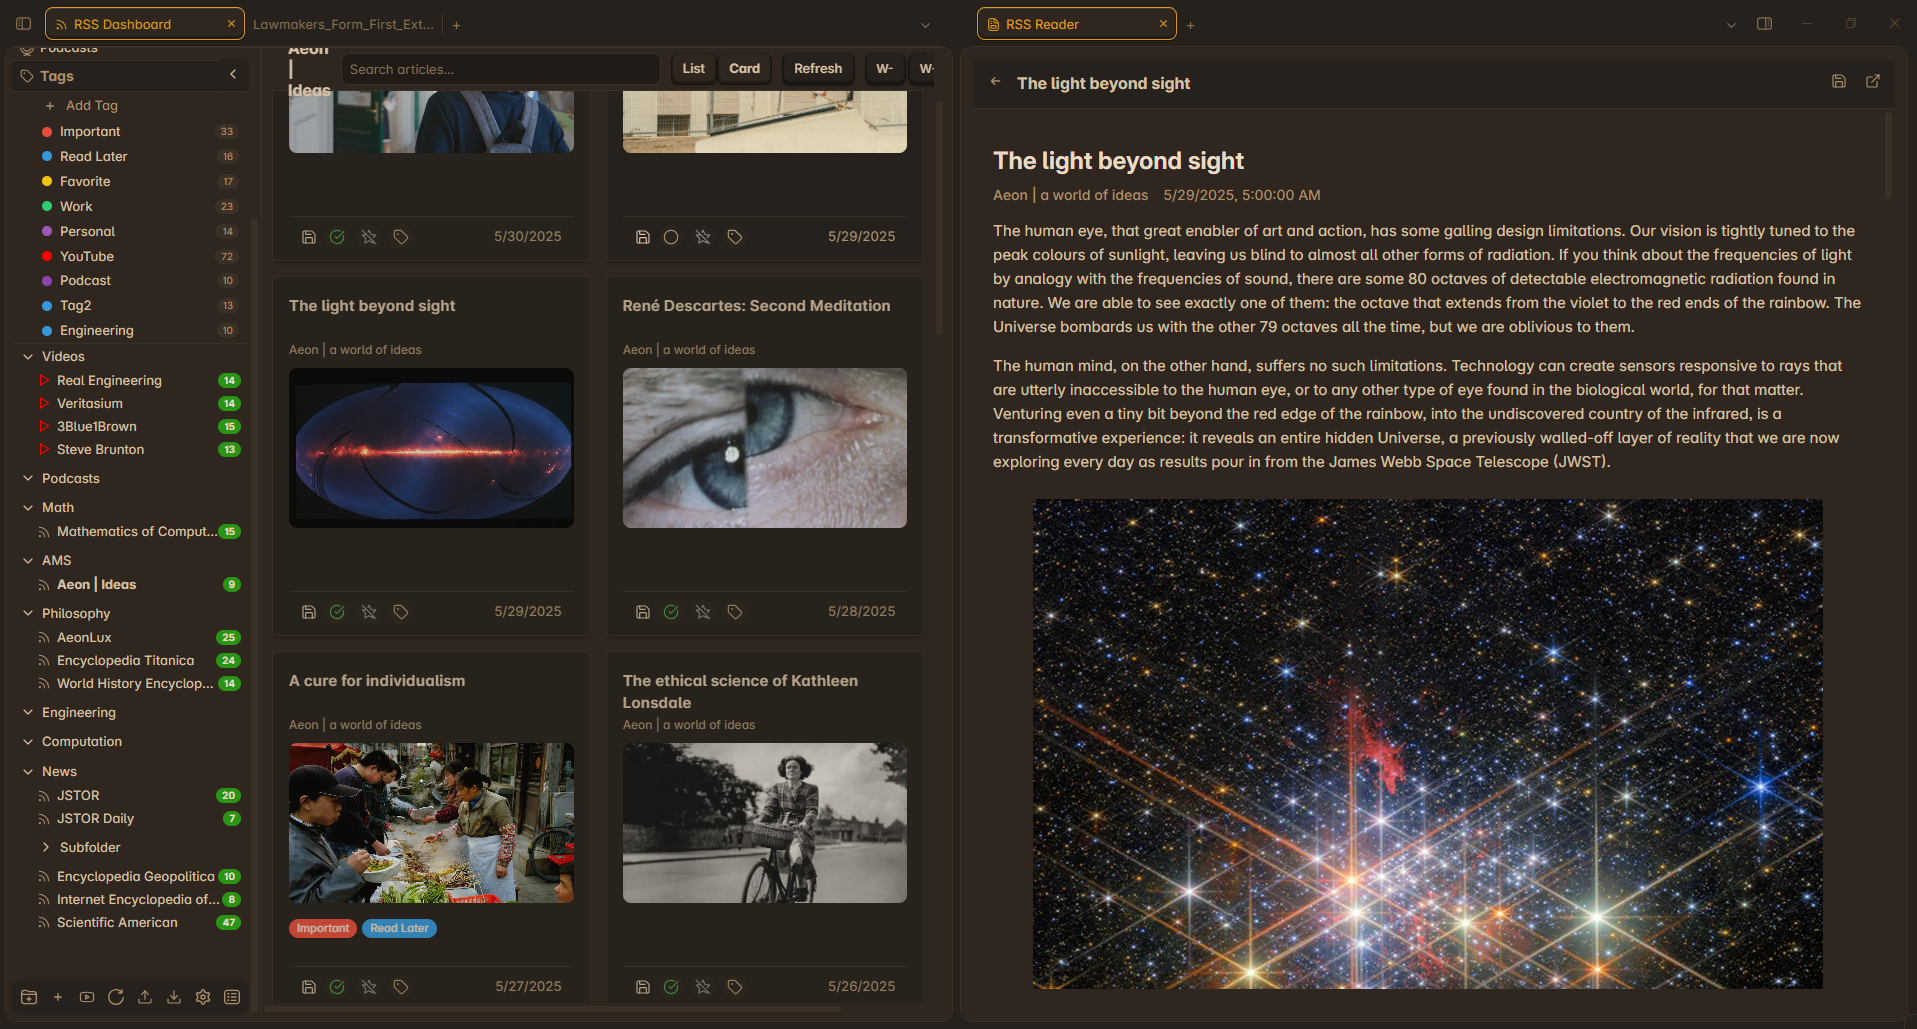 RSS Dashboard
Lawmakers_Form_First_Ext...
RSS Reader
Podcasts
Tags
Add Tag
Important 33
Read Later 16
Favorite 17
Work 23
Personal 14
YouTube 72
Podcast 10
Tag2 13
Engineering 10
Videos
Real Engineering 14
Veritasium 14
3Blue1Brown 15
Steve Brunton 13
Podcasts
Math
Mathematics of Comput... 15
AMS
Aeon | Ideas 9
Philosophy
AeonLux 25
Encyclopedia Titanica 24
World History Encyclop... 14
Engineering
Computation
News
JSTOR 20
JSTOR Daily 7
Subfolder
Encyclopedia Geopolitica 10
Internet Encyclopedia of... 8
Scientific American 47
Aeon
|
Ideas
Search articles...
List
Card
Refresh
W-
W-
5/30/2025
5/29/2025
The light beyond sight
Aeon | a world of ideas
5/29/2025
René Descartes: Second Meditation
Aeon | a world of ideas
5/28/2025
A cure for individualism
Aeon | a world of ideas
Important
Read Later
5/27/2025
The ethical science of Kathleen
Lonsdale
Aeon | a world of ideas
5/26/2025
The light beyond sight
The light beyond sight
Aeon | a world of ideas 5/29/2025, 5:00:00 AM
The human eye, that great enabler of art and action, has some galling design limitations. Our vision is tightly tuned to the
peak colours of sunlight, leaving us blind to almost all other forms of radiation. If you think about the frequencies of light
by analogy with the frequencies of sound, there are some 80 octaves of detectable electromagnetic radiation found in
nature. We are able to see exactly one of them: the octave that extends from the violet to the red ends of the rainbow. The
Universe bombards us with the other 79 octaves all the time, but we are oblivious to them.
The human mind, on the other hand, suffers no such limitations. Technology can create sensors responsive to rays that
are utterly inaccessible to the human eye, or to any other type of eye found in the biological world, for that matter.
Venturing even a tiny bit beyond the red edge of the rainbow, into the undiscovered country of the infrared, is a
transformative experience: it reveals an entire hidden Universe, a previously walled-off layer of reality that we are now
exploring every day as results pour in from the James Webb Space Telescope (JWST).